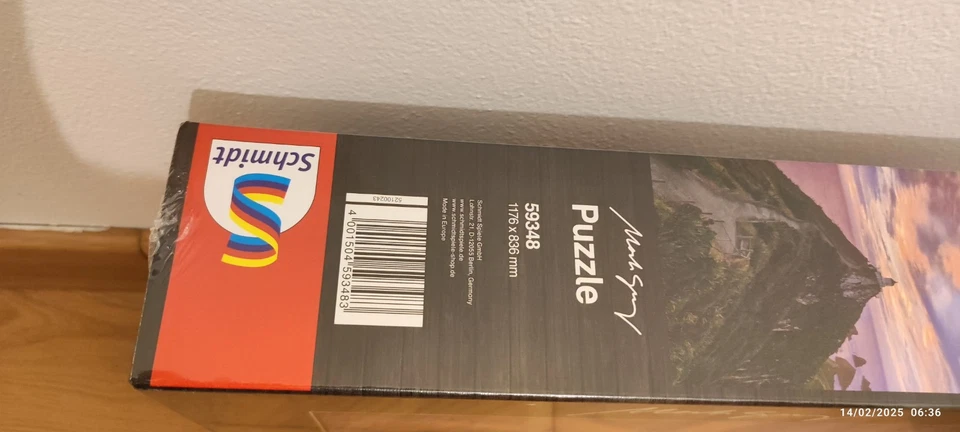 Schmidt
52100243
4 001504 593483
Schmidt Spiele GmbH
Lahnstr. 21, D-12055 Berlin, Germany
www.schmidtspiele.de
www.schmidtspiele-shop.de
Made in Europe
59348
1176 x 836 mm
Puzzle
14/02/2025 06:36